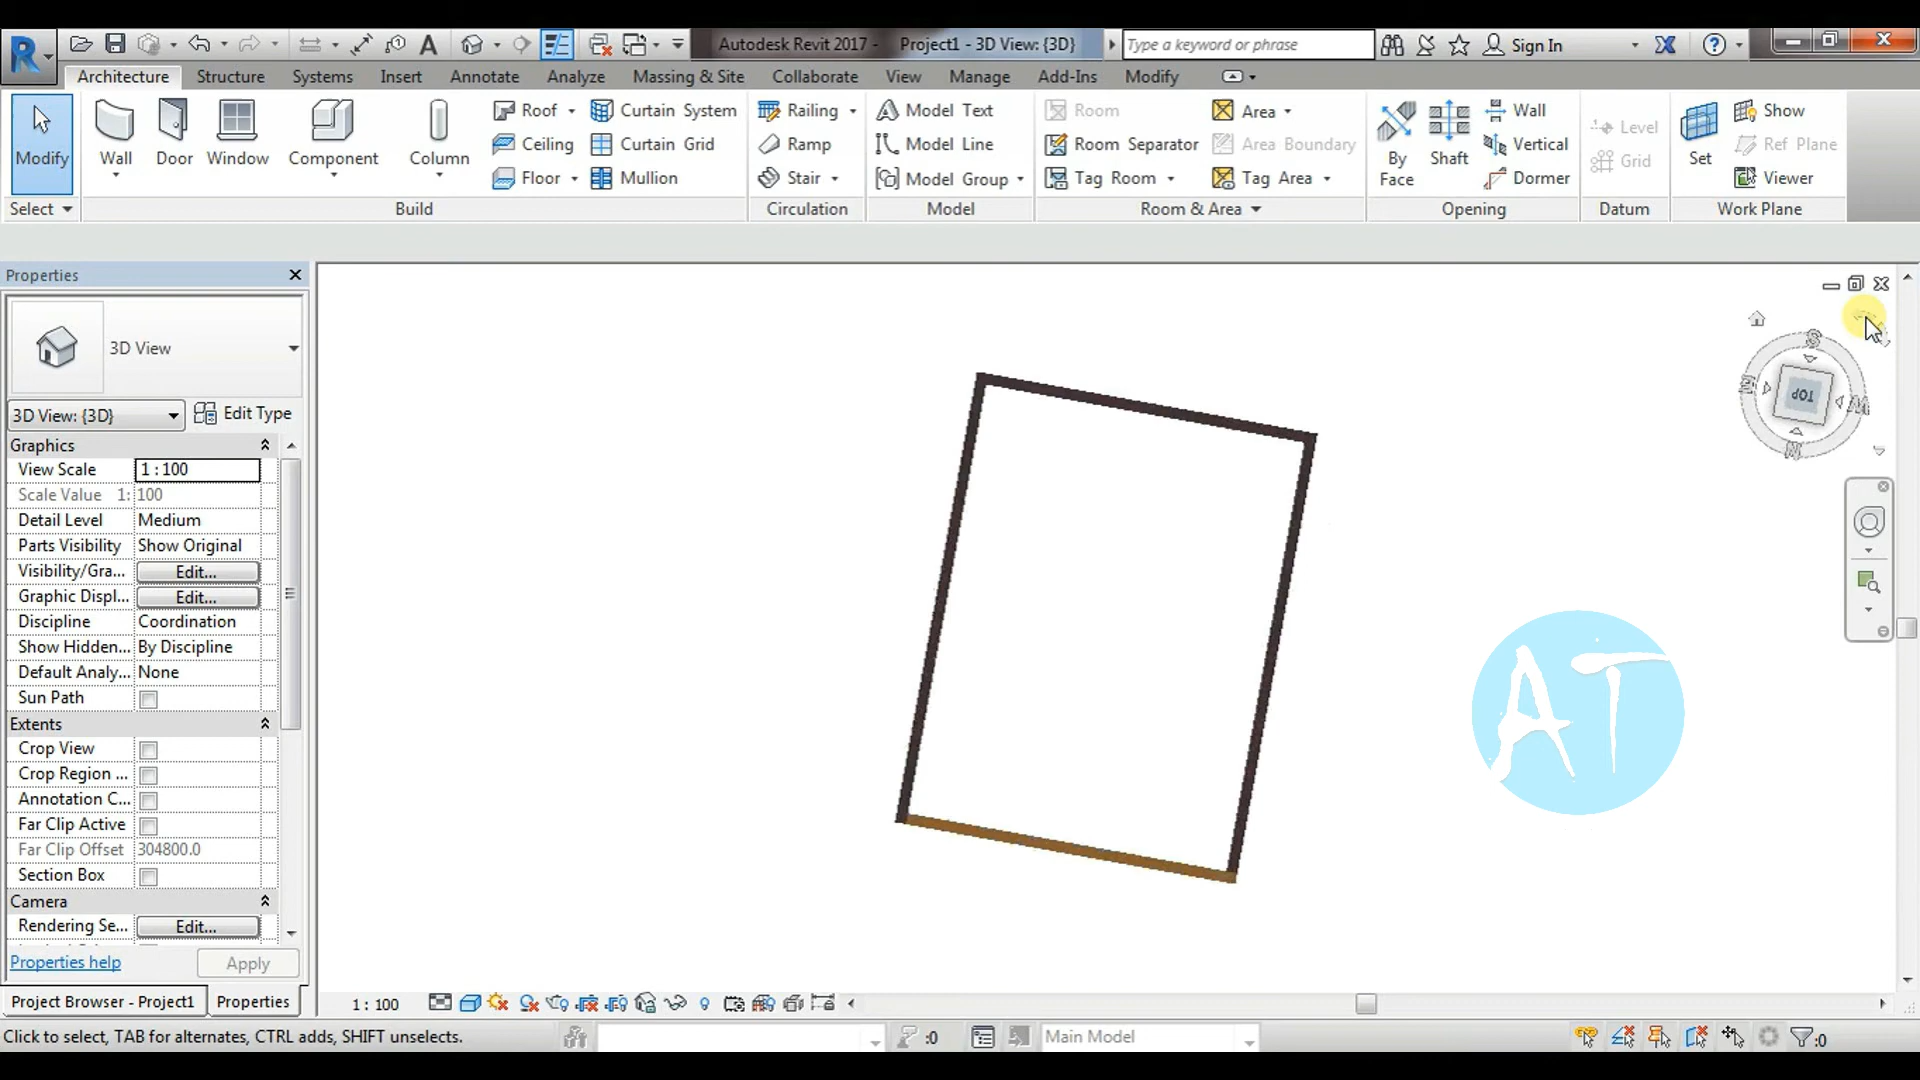 Autodesk Revit 2017 - Project1 - 3D View: {3D}
Type a keyword or phrase
Sign In
Architecture Structure Systems Insert Annotate Analyze Massing & Site Collaborate View Manage Add-Ins Modify
Modify
Wall
Door
Window
Component
Column
Roof
Ceiling
Floor
Curtain System
Curtain Grid
Mullion
Railing
Ramp
Stair
Model Text
Model Line
Model Group
Room
Room Separator
Tag Room
Area
Area Boundary
Tag Area
By Face
Shaft
Wall
Vertical
Dormer
Level
Grid
Set
Show
Ref Plane
Viewer
Select Build Circulation Model Room & Area Opening Datum Work Plane
Properties
3D View
3D View: {3D} Edit Type
Graphics
View Scale 1 : 100
Scale Value 1: 100
Detail Level Medium
Parts Visibility Show Original
Visibility/Gra... Edit...
Graphic Displ... Edit...
Discipline Coordination
Show Hidden... By Discipline
Default Analy... None
Sun Path
Extents
Crop View
Crop Region ...
Annotation C...
Far Clip Active
Far Clip Offset 304800.0
Section Box
Camera
Rendering Se... Edit...
Properties help Apply
Project Browser - Project1 Properties
S
E TOP W
N
AT
1 : 100
Click to select, TAB for alternates, CTRL adds, SHIFT unselects.
:0
Main Model
:0